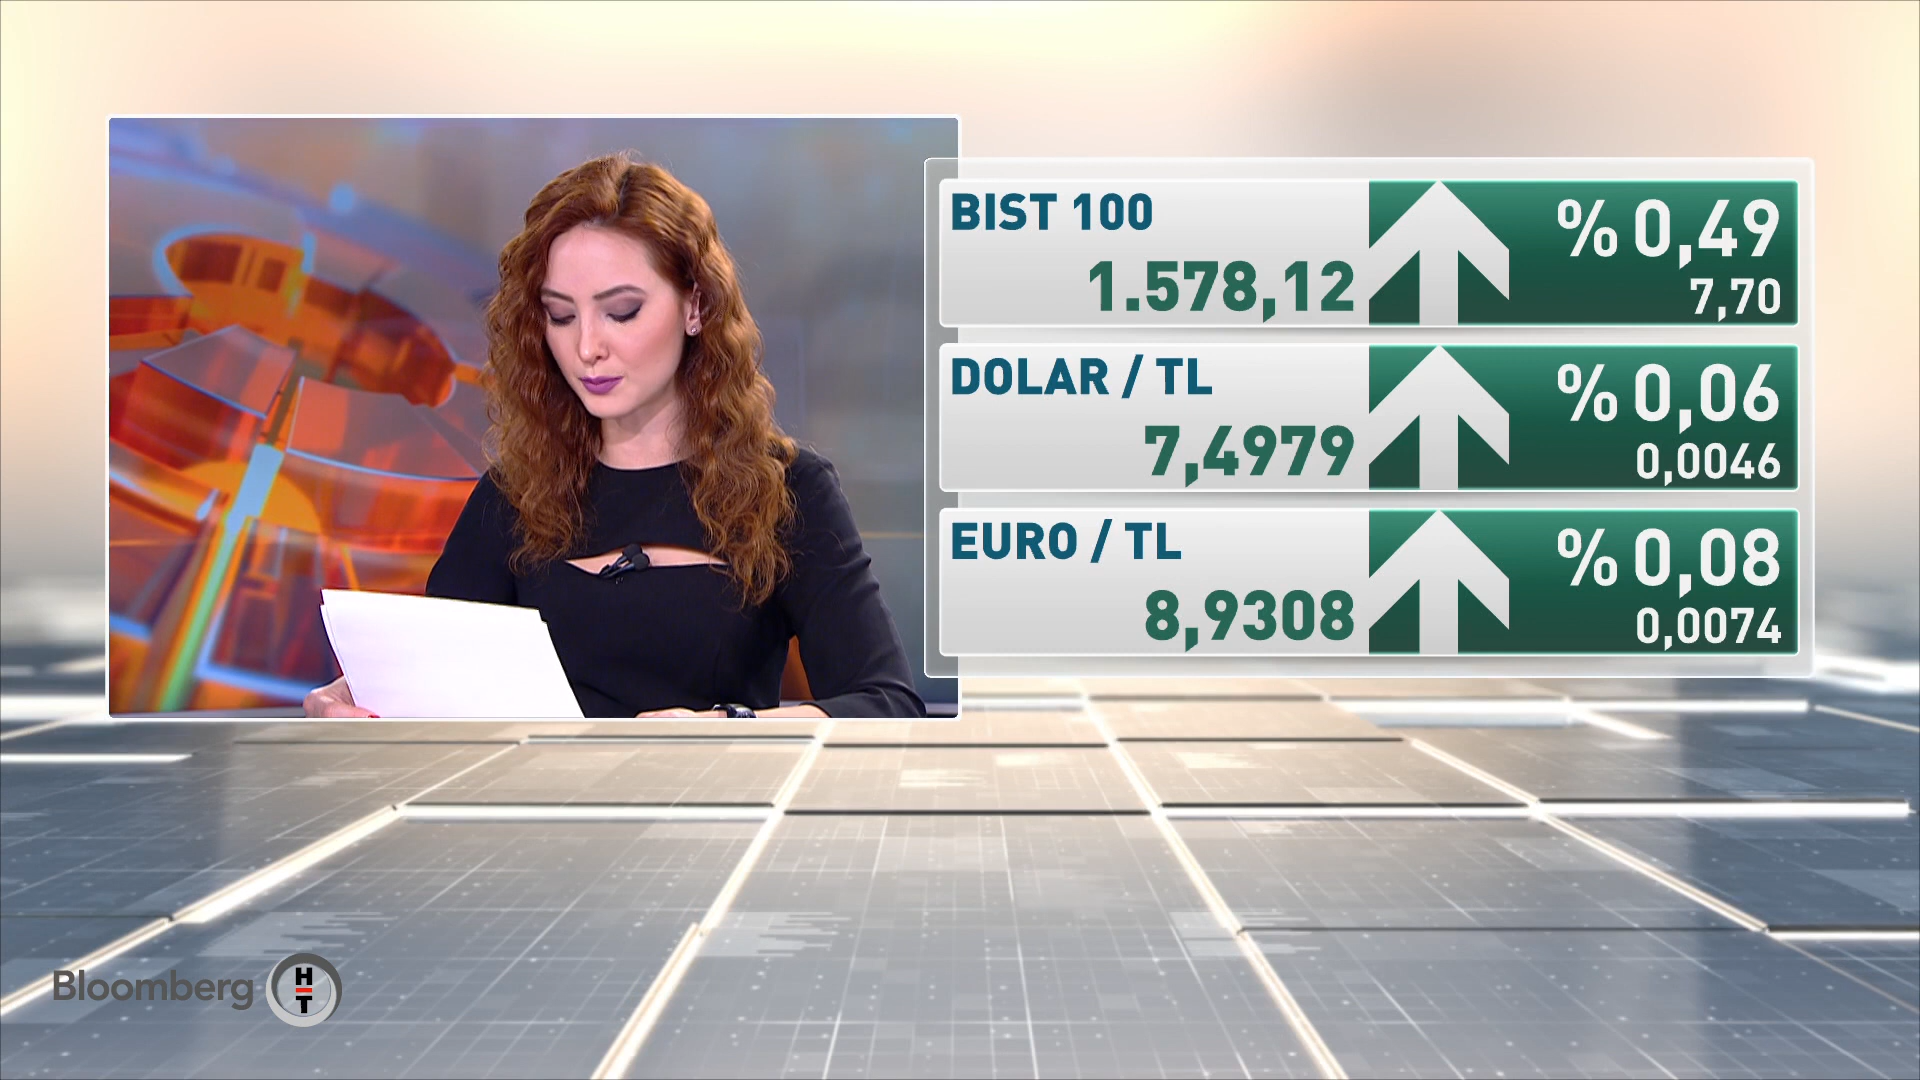 BIST 100
1.578,12
% 0,49
7,70
DOLAR / TL
7,4979
% 0,06
0,0046
EURO / TL
8,9308
% 0,08
0,0074
Bloomberg HT